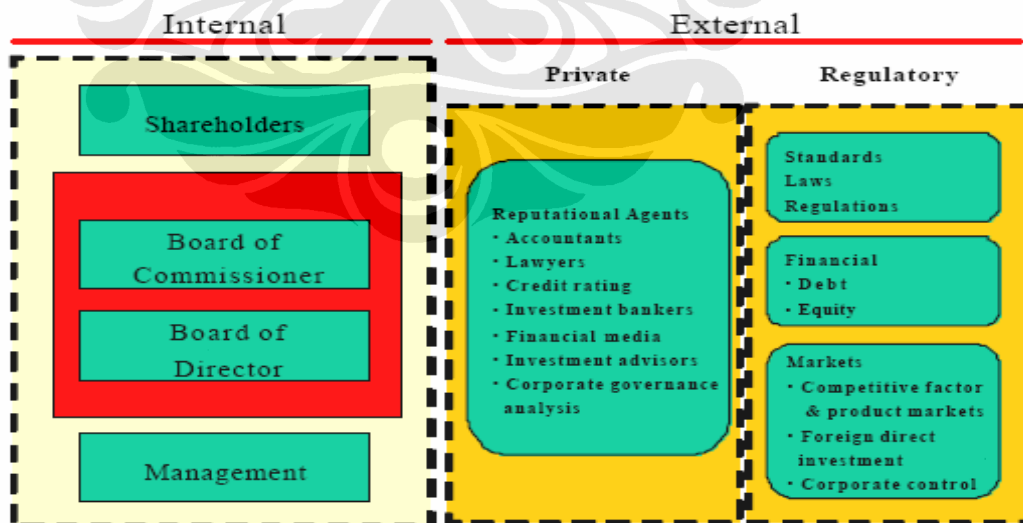 Internal
External
Private
Regulatory
Shareholders
Board of
Commissioner
Board of
Director
Management
Reputational Agents
· Accountants
· Lawyers
· Credit rating
· Investment bankers
· Financial media
· Investment advisors
· Corporate governance
analysis
Standards
Laws
Regulations
Financial
· Debt
· Equity
Markets
· Competitive factor
& product markets
· Foreign direct
investment
· Corporate control